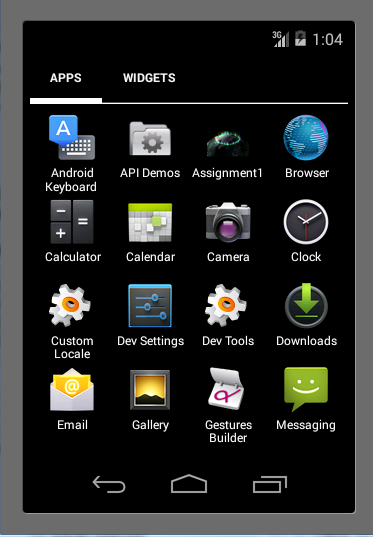 3G 1:04
APPS WIDGETS
Android Keyboard
API Demos
Assignment1
Browser
Calculator
Calendar
Camera
Clock
Custom Locale
Dev Settings
Dev Tools
Downloads
Email
Gallery
Gestures Builder
Messaging